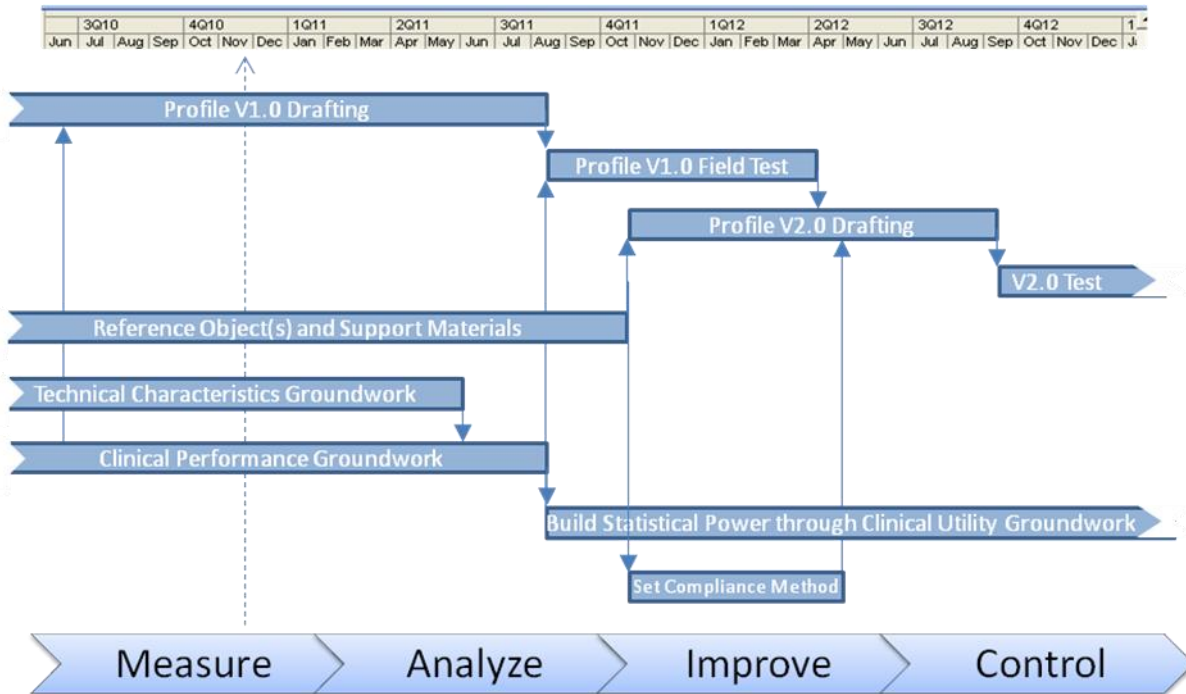 3Q10 4Q10 1Q11 2Q11 3Q11 4Q11 1Q12 2Q12 3Q12 4Q12 1
Jun Jul Aug Sep Oct Nov Dec Jan Feb Mar Apr May Jun Jul Aug Sep Oct Nov Dec Jan Feb Mar Apr May Jun Jul Aug Sep Oct Nov Dec J
Profile V1.0 Drafting
Profile V1.0 Field Test
Profile V2.0 Drafting
V2.0 Test
Reference Object(s) and Support Materials
Technical Characteristics Groundwork
Clinical Performance Groundwork
Build Statistical Power through Clinical Utility Groundwork
Set Compliance Method
Measure Analyze Improve Control